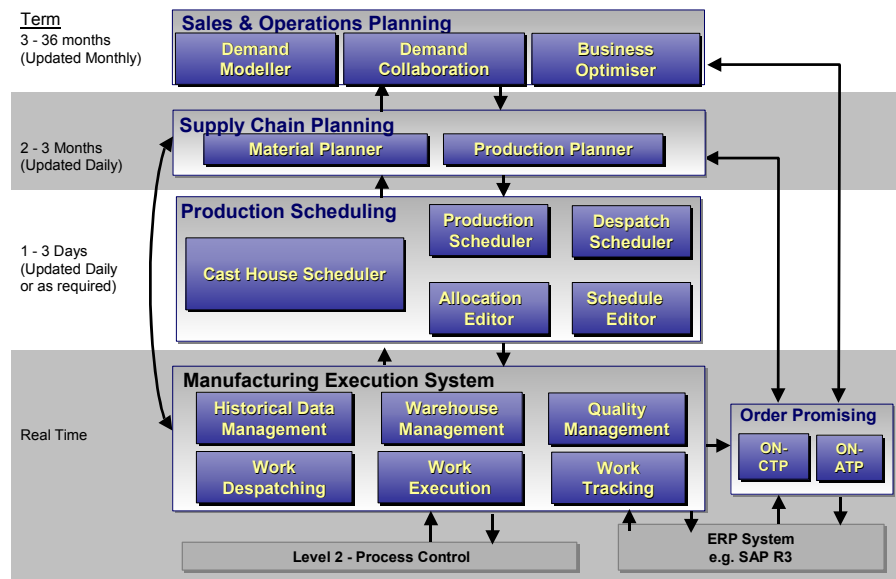 Term
3 - 36 months
(Updated Monthly)
Sales & Operations Planning
Demand
Modeller
Demand
Collaboration
Business
Optimiser
2 - 3 Months
(Updated Daily)
Supply Chain Planning
Material Planner
Production Planner
1 - 3 Days
(Updated Daily
or as required)
Production Scheduling
Cast House Scheduler
Production
Scheduler
Despatch
Scheduler
Allocation
Editor
Schedule
Editor
Real Time
Manufacturing Execution System
Historical Data
Management
Warehouse
Management
Quality
Management
Work
Despatching
Work
Execution
Work
Tracking
Order Promising
ON-
CTP
ON-
ATP
Level 2 - Process Control
ERP System
e.g. SAP R3